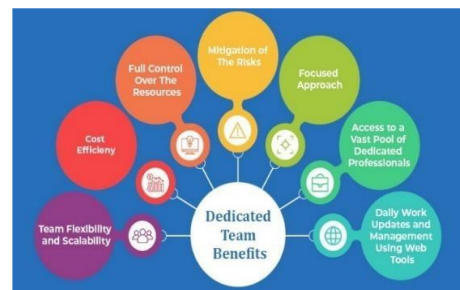 Mitigation of
The Risks
Full Control
Over The
Resources
Focused
Approach
Cost
Efficieny
Access to a
Vast Pool of
Dedicated
Professionals
Team Flexibility
and Scalability
Dedicated
Team
Benefits
Daily Work
Updates and
Management
Using Web
Tools